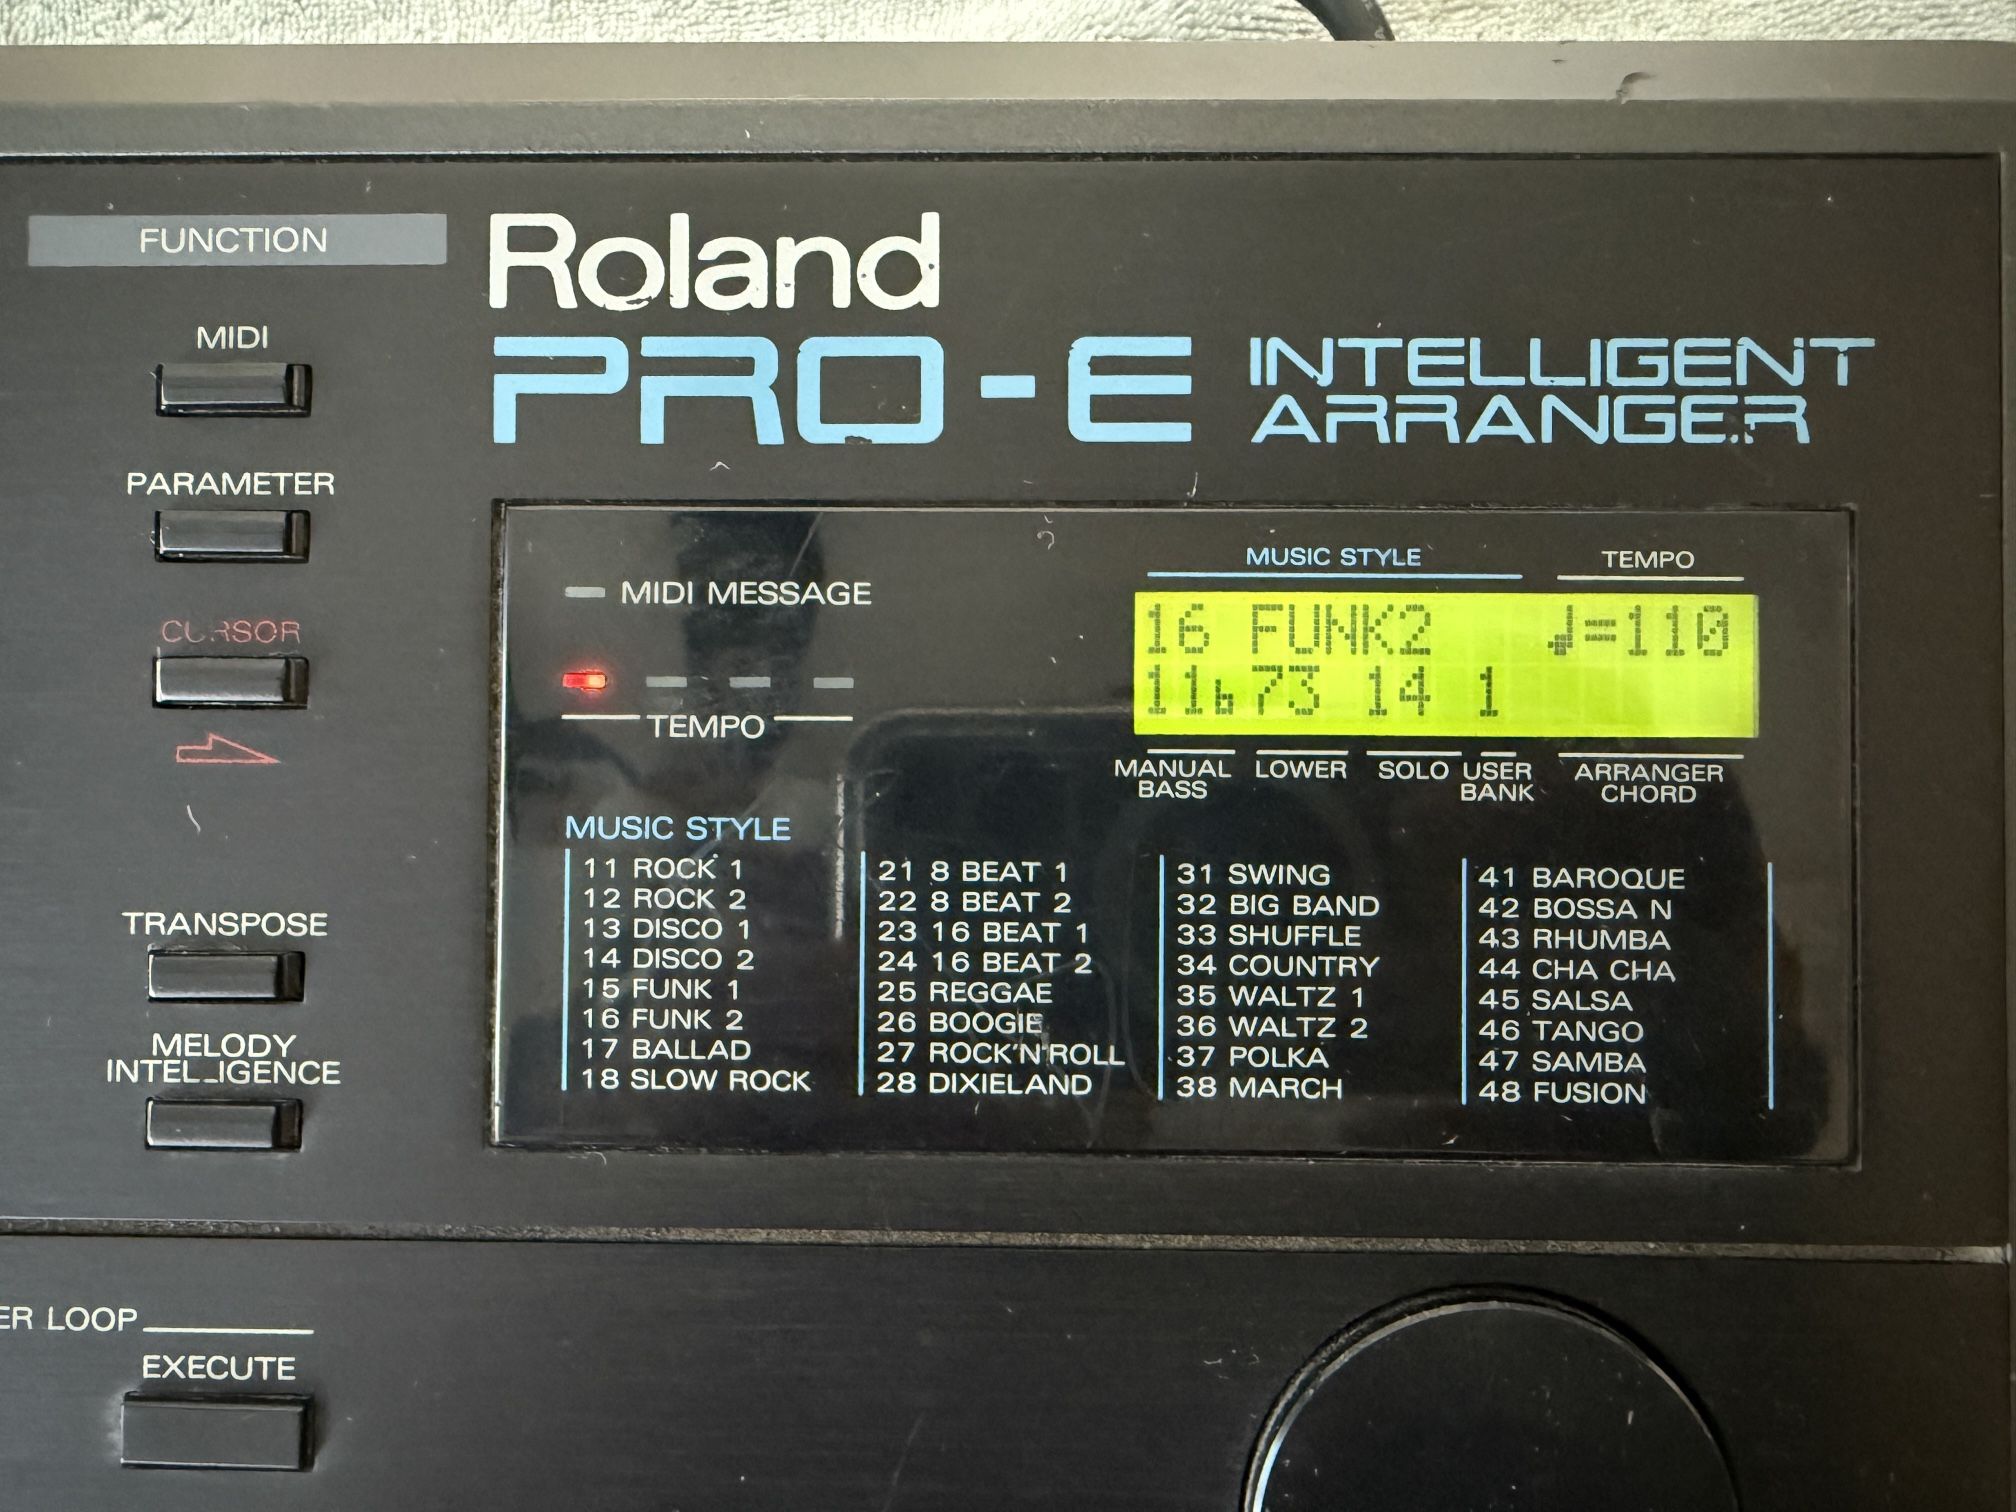 FUNCTION
MIDI
PARAMETER
CURSOR
TRANSPOSE
MELODY
INTELLIGENCE
ER LOOP
EXECUTE
Roland
PRO-E
INTELLIGENT
ARRANGER
MIDI MESSAGE
TEMPO
MUSIC STYLE TEMPO
16 FUNK2 ♩=110
11h73 14 1
MANUAL BASS
LOWER
SOLO
USER BANK
ARRANGER CHORD
MUSIC STYLE
11 ROCK 1
12 ROCK 2
13 DISCO 1
14 DISCO 2
15 FUNK 1
16 FUNK 2
17 BALLAD
18 SLOW ROCK
21 8 BEAT 1
22 8 BEAT 2
23 16 BEAT 1
24 16 BEAT 2
25 REGGAE
26 BOOGIE
27 ROCK'N'ROLL
28 DIXIELAND
31 SWING
32 BIG BAND
33 SHUFFLE
34 COUNTRY
35 WALTZ 1
36 WALTZ 2
37 POLKA
38 MARCH
41 BAROQUE
42 BOSSA N
43 RHUMBA
44 CHA CHA
45 SALSA
46 TANGO
47 SAMBA
48 FUSION